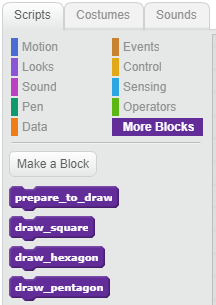 Scripts Costumes Sounds
Motion Events
Looks Control
Sound Sensing
Pen Operators
Data More Blocks
Make a Block
prepare_to_draw
draw_square
draw_hexagon
draw_pentagon